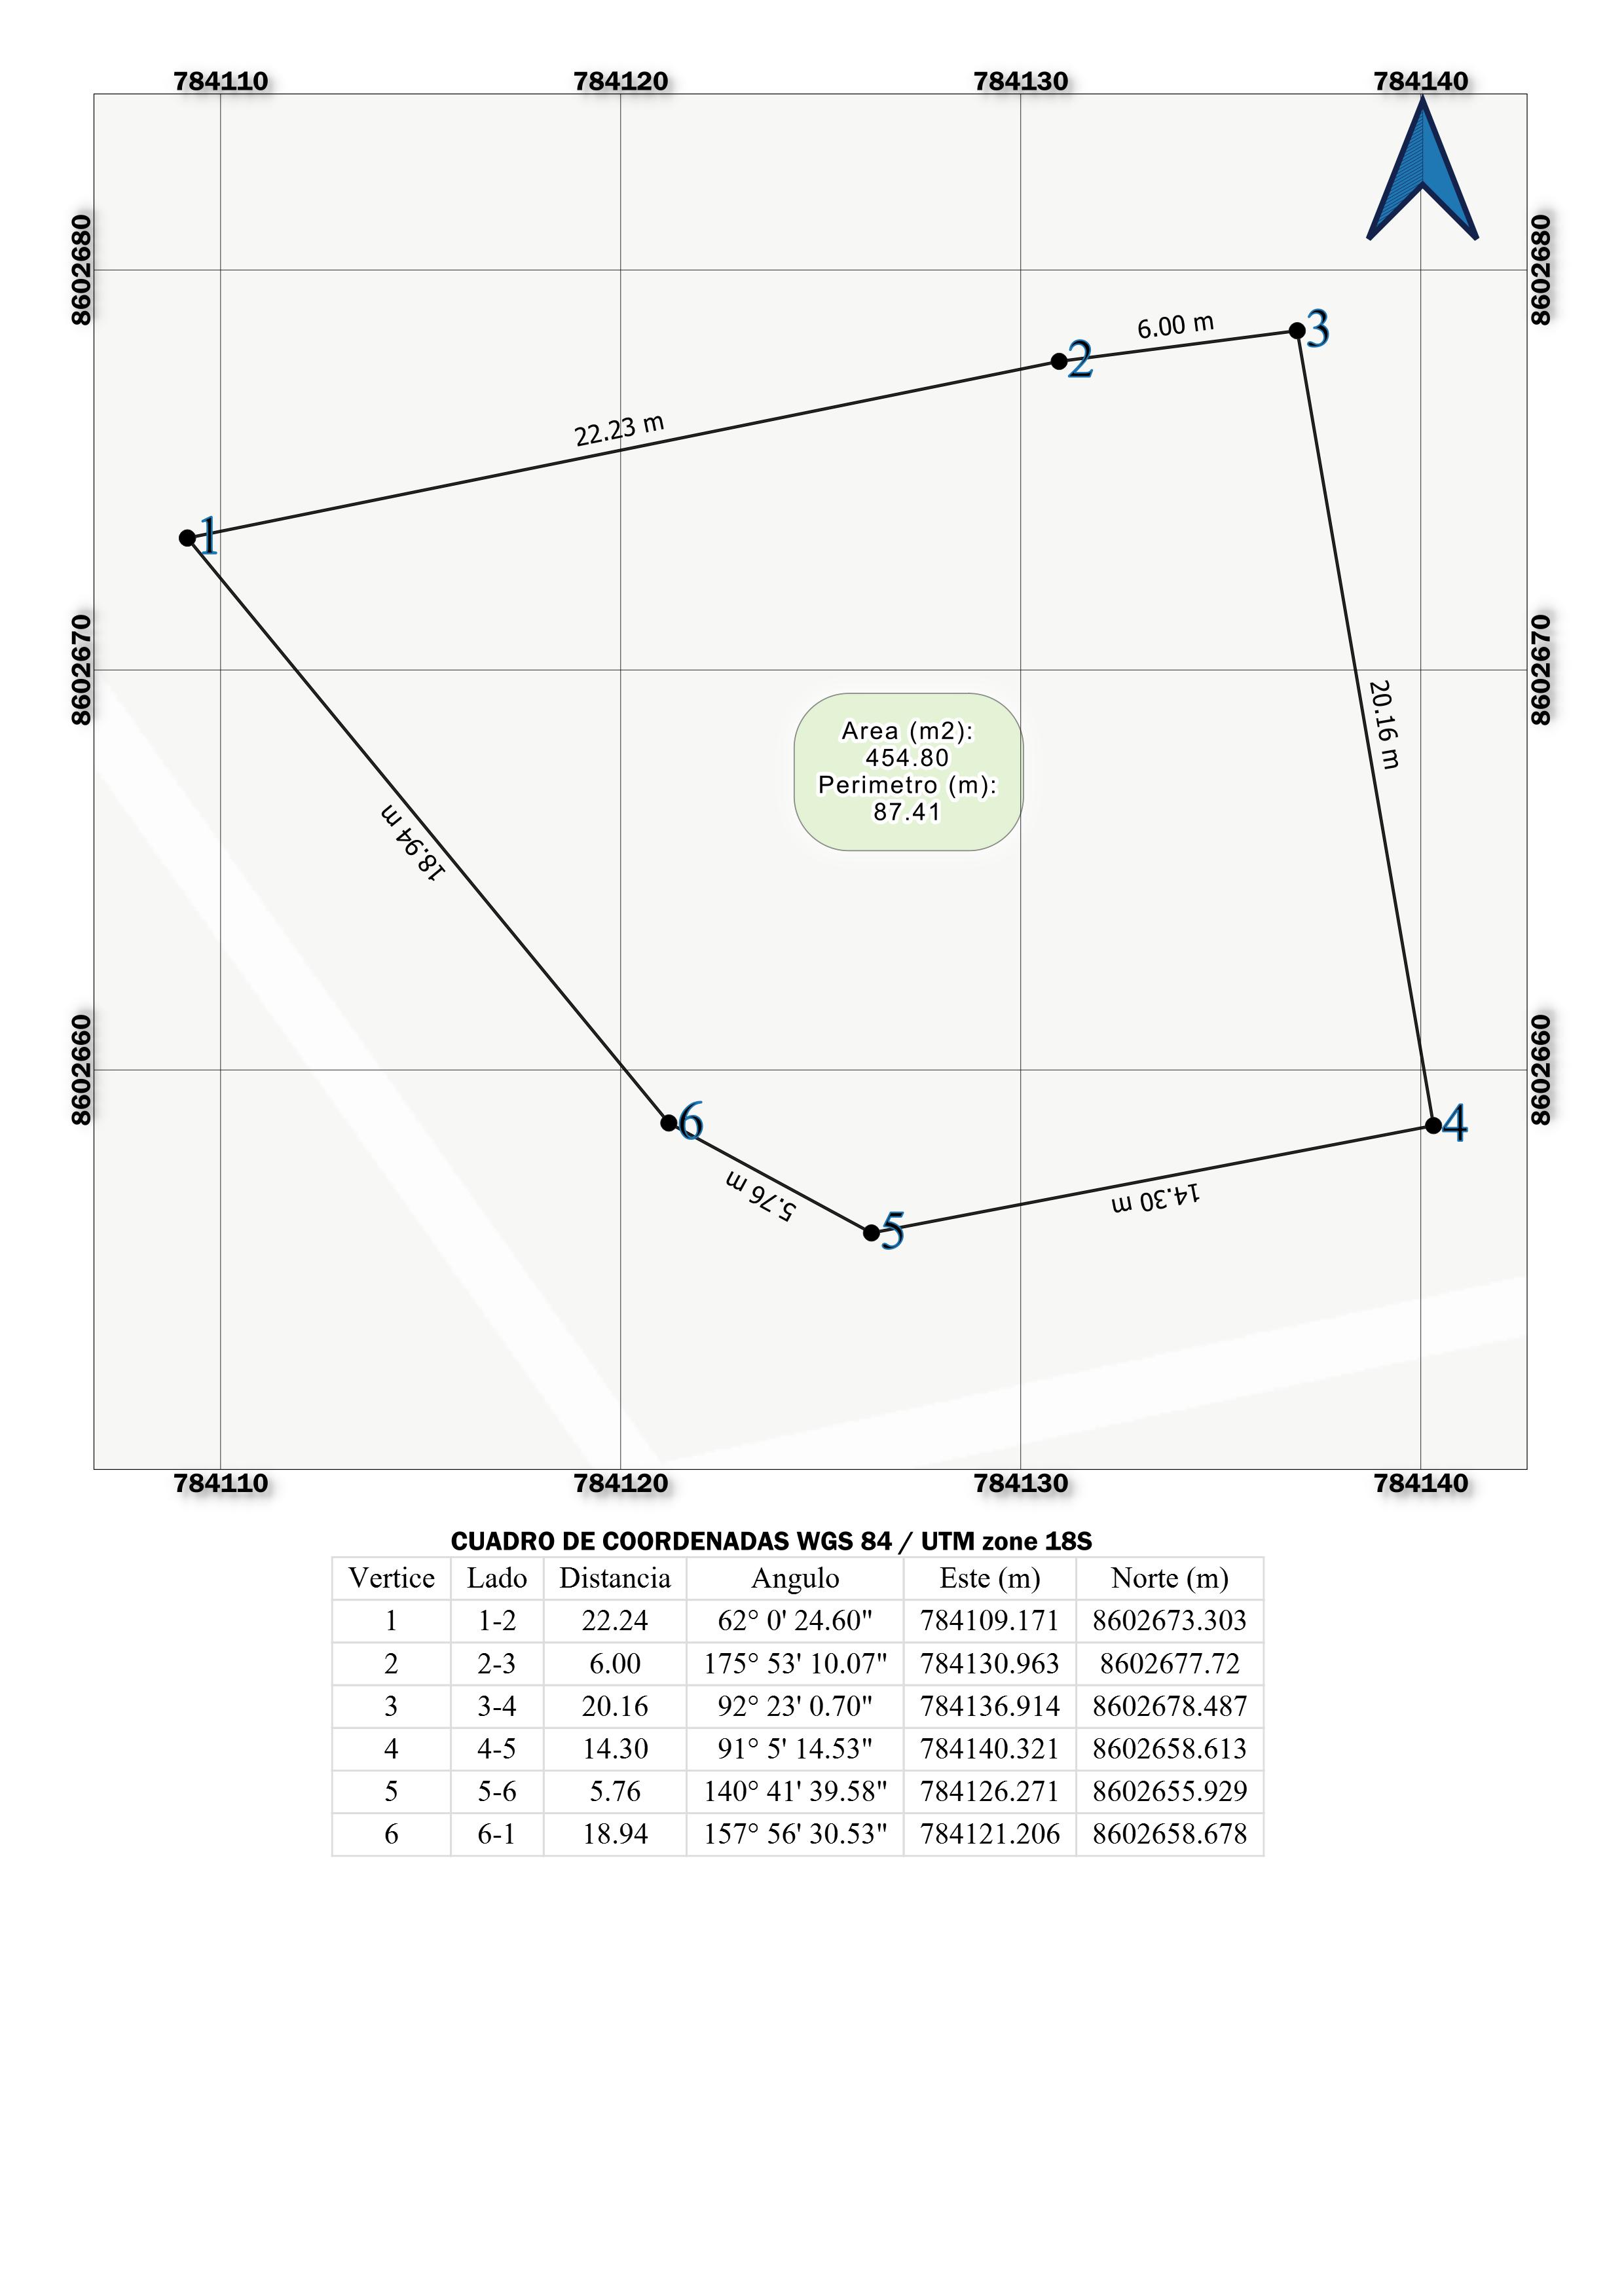 784110 784120 784130 784140
8602680 8602680
6.00 m
3
2
22.23 m
1
8602670 8602670
20.16 m
Area (m2):
454.80
Perimetro (m):
87.41
18.94 m
8602660 8602660
6
4
5.76 m
14.30 m
5
784110 784120 784130 784140
CUADRO DE COORDENADAS WGS 84 / UTM zone 18S
Vertice Lado Distancia Angulo Este (m) Norte (m)
1 1-2 22.24 62° 0' 24.60" 784109.171 8602673.303
2 2-3 6.00 175° 53' 10.07" 784130.963 8602677.72
3 3-4 20.16 92° 23' 0.70" 784136.914 8602678.487
4 4-5 14.30 91° 5' 14.53" 784140.321 8602658.613
5 5-6 5.76 140° 41' 39.58" 784126.271 8602655.929
6 6-1 18.94 157° 56' 30.53" 784121.206 8602658.678